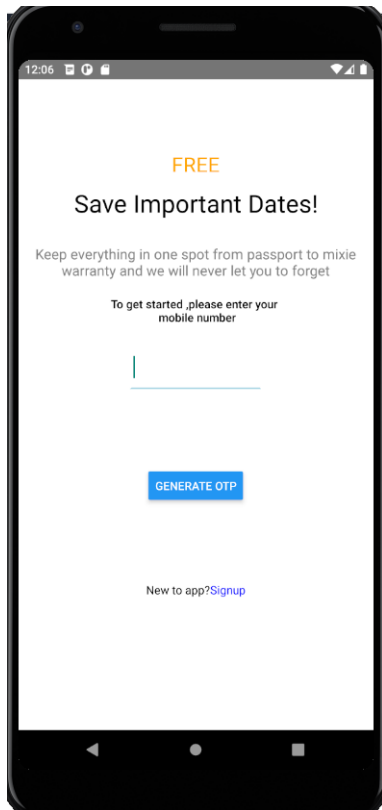 12:06
FREE
Save Important Dates!
Keep everything in one spot from passport to mixie
warranty and we will never let you to forget
To get started ,please enter your
mobile number
GENERATE OTP
New to app?Signup